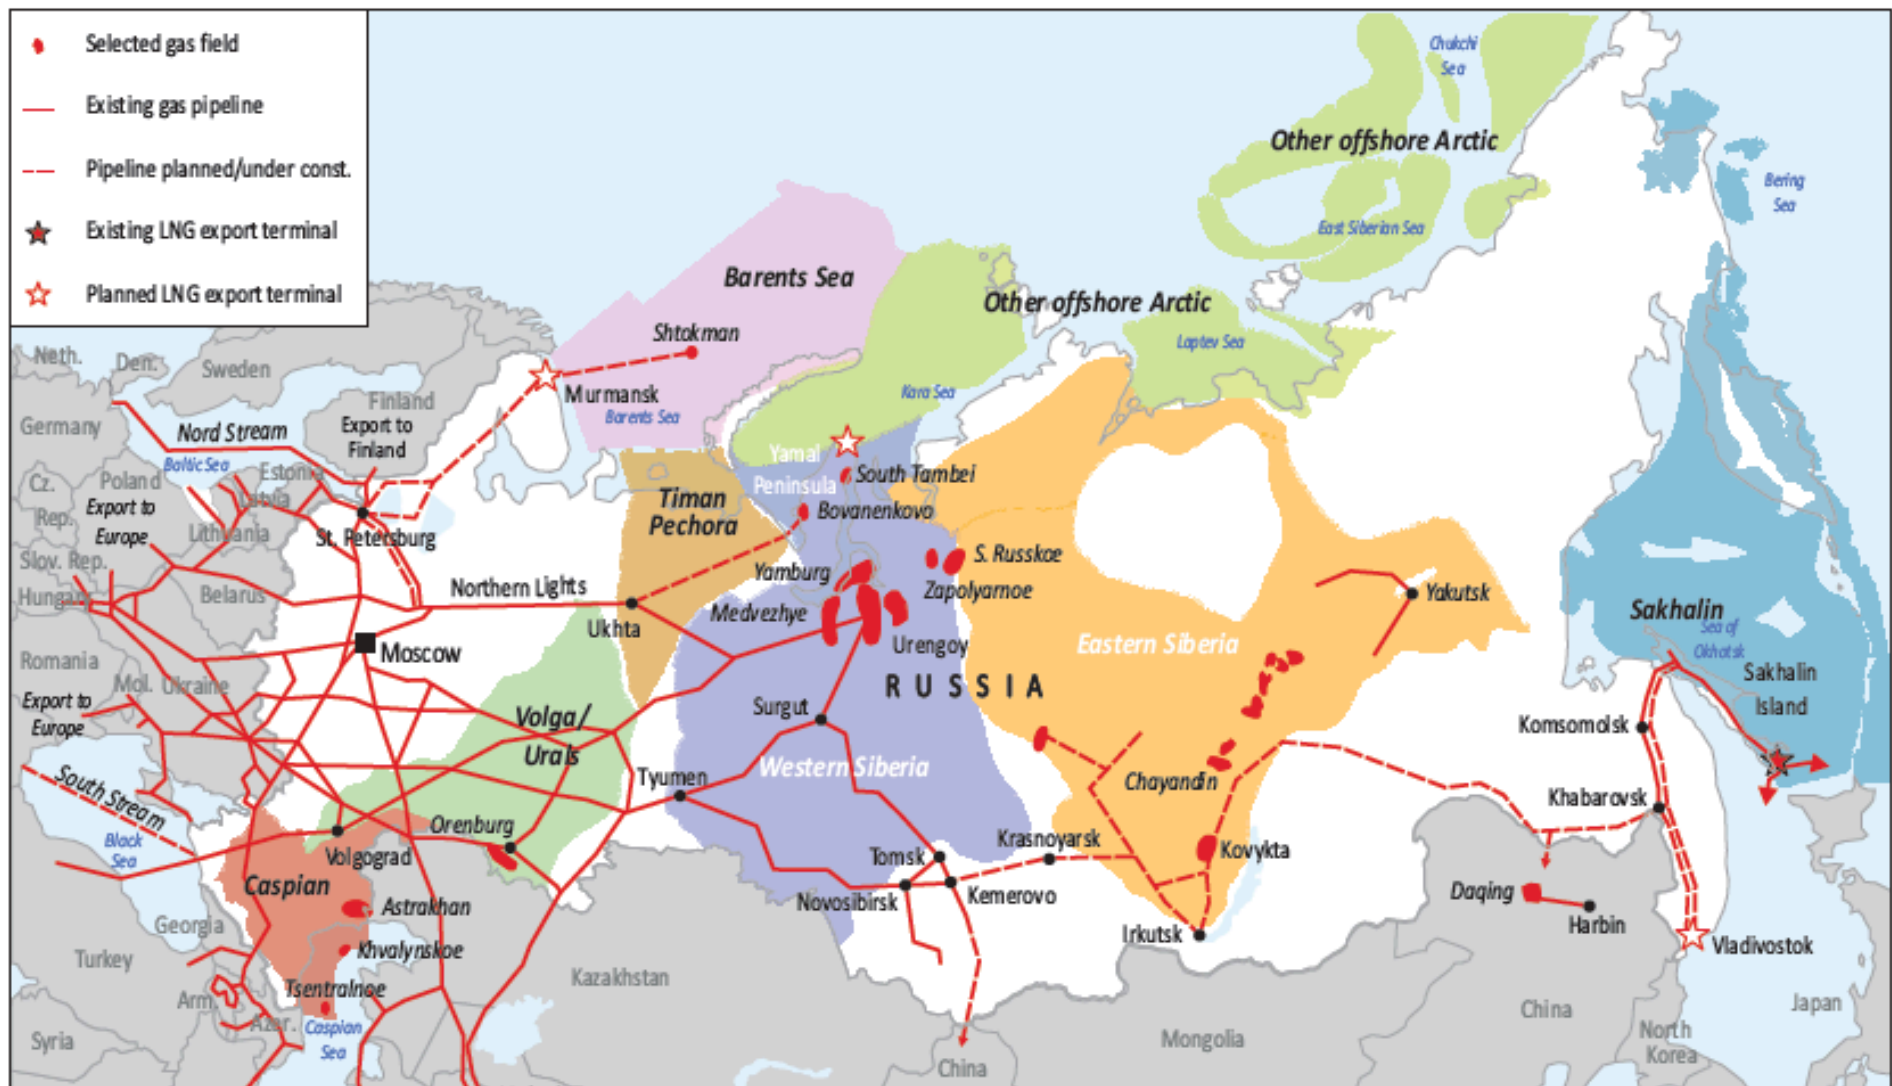 Selected gas field
Existing gas pipeline
Pipeline planned/under const.
Existing LNG export terminal
Planned LNG export terminal
Chukchi
Sea
Other offshore Arctic
East Siberian Sea
Bering
Sea
Barents Sea
Other offshore Arctic
Shtokman
Laptev Sea
Murmansk
Barents Sea
Kara Sea
Neth.
Den.
Sweden
Finland
Germany
Nord Stream
Export to
Finland
Baltic Sea
Estonia
Latvia
Lithuania
Poland
Cz.
Rep.
Export to
Europe
St. Petersburg
Slov. Rep.
Hungary
Belarus
Northern Lights
Timan
Pechora
Yamal
Peninsula
South Tambei
Bovanenkovo
S. Russkoe
Yamburg
Zapolyarnoe
Medvezhye
Urengoy
Ukhta
Moscow
Romania
Mol.
Ukraine
Export to
Europe
RUSSIA
Eastern Siberia
Yakutsk
Sakhalin
Sea of
Okhotsk
Sakhalin
Island
Komsomolsk
Surgut
Volga/
Urals
Tyumen
Western Siberia
Chayandin
Khabarovsk
South Stream
Black
Sea
Orenburg
Volgograd
Caspian
Astrakhan
Khvalynskoe
Tsentralnoe
Georgia
Turkey
Arm.
Azer.
Caspian
Sea
Syria
Kazakhstan
Tomsk
Krasnoyarsk
Kovykta
Novosibirsk
Kemerovo
Irkutsk
Daqing
Harbin
Vladivostok
China
Mongolia
China
North
Korea
Japan